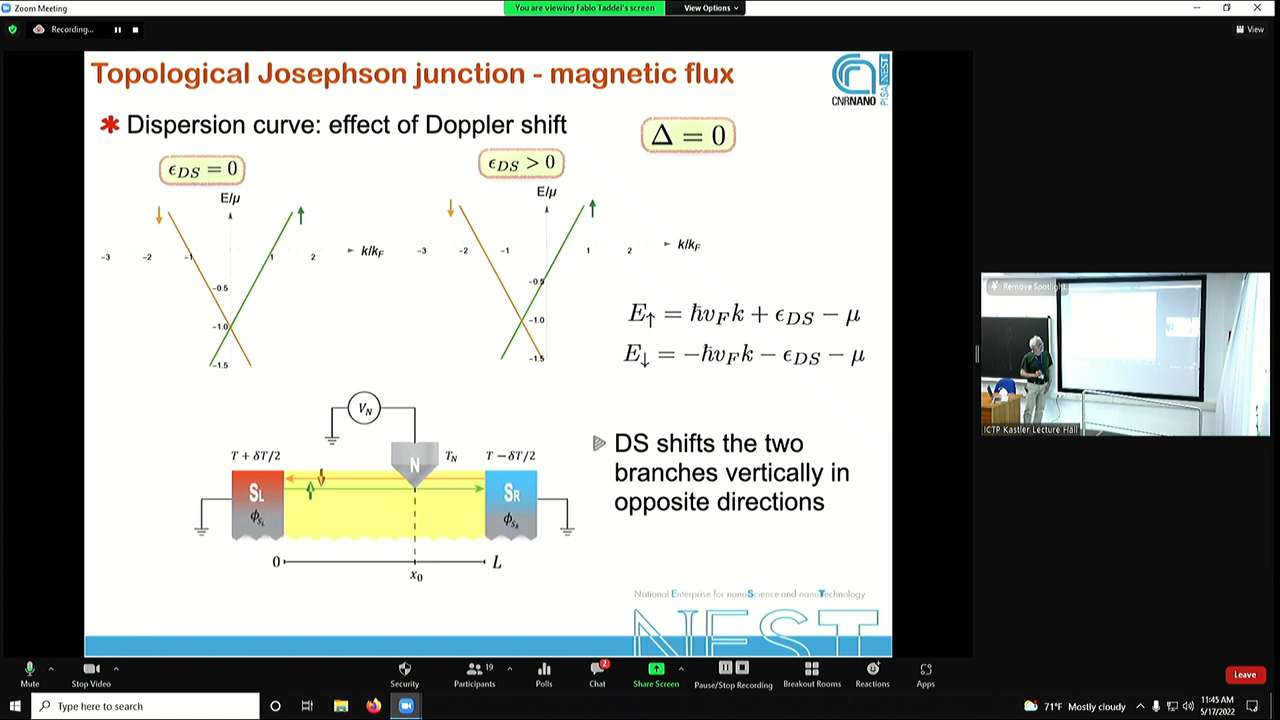 Zoom Meeting
You are viewing Fabio Taddei's screen
View Options
Recording...
View
Topological Josephson junction - magnetic flux
CNRNANO
PISA NEST
✱ Dispersion curve: effect of Doppler shift
Δ = 0
ϵ_DS = 0
ϵ_DS > 0
E/μ
E/μ
-3 -2 -1 1 2 k/k_F
-3 -2 -1 1 2 k/k_F
-0.5
-1.0
-1.5
-0.5
-1.0
-1.5
E↑ = ħv_F k + ϵ_DS − μ
E↓ = −ħv_F k − ϵ_DS − μ
V_N
T + δT/2
N
T_N
T − δT/2
S_L
S_R
ϕ_S_L
ϕ_S_R
0
L
x_0
DS shifts the two
branches vertically in
opposite directions
National Enterprise for nanoScience and nanoTechnology
NEST
Remove Spotlight
ICTP Kastler Lecture Hall
Mute
Stop Video
Security
Participants
19
Polls
Chat
2
Share Screen
Pause/Stop Recording
Breakout Rooms
Reactions
Apps
Leave
Type here to search
71°F Mostly cloudy
11:45 AM
5/17/2022